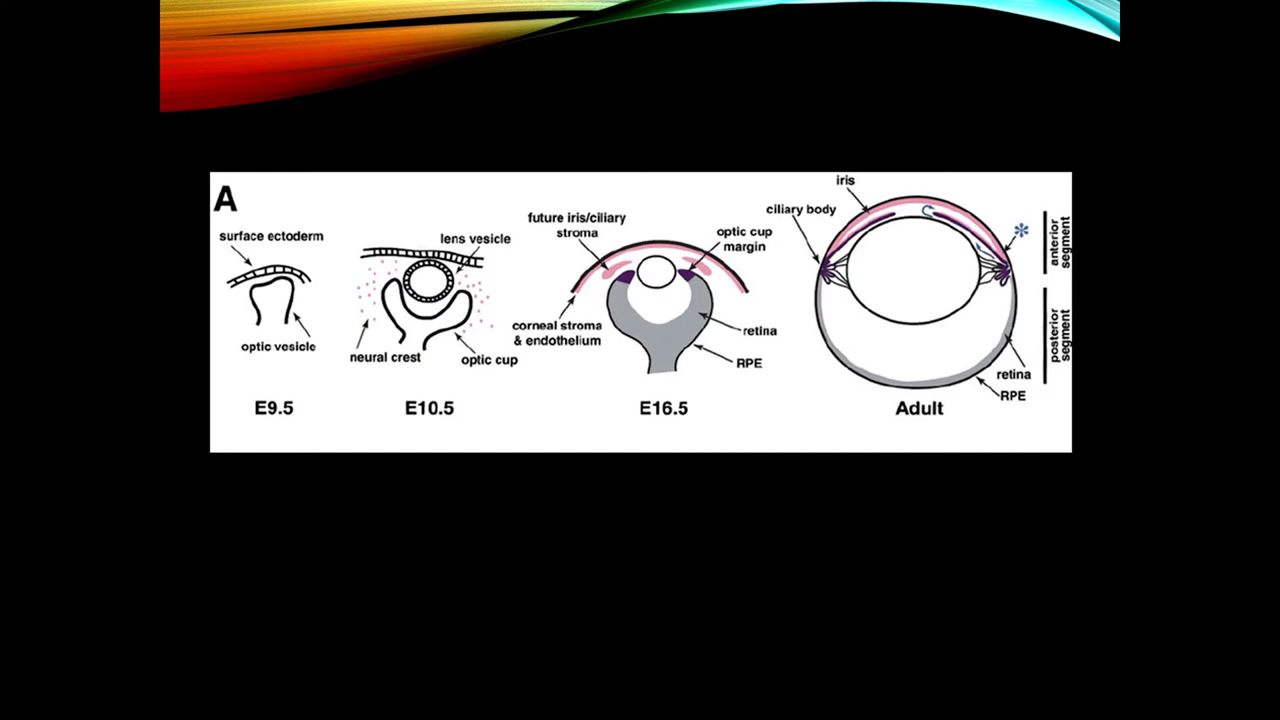 A
surface ectoderm
optic vesicle
E9.5
lens vesicle
neural crest
optic cup
E10.5
future iris/ciliary
stroma
optic cup
margin
corneal stroma
& endothelium
retina
RPE
E16.5
iris
ciliary body
*
anterior
segment
posterior
segment
retina
RPE
Adult